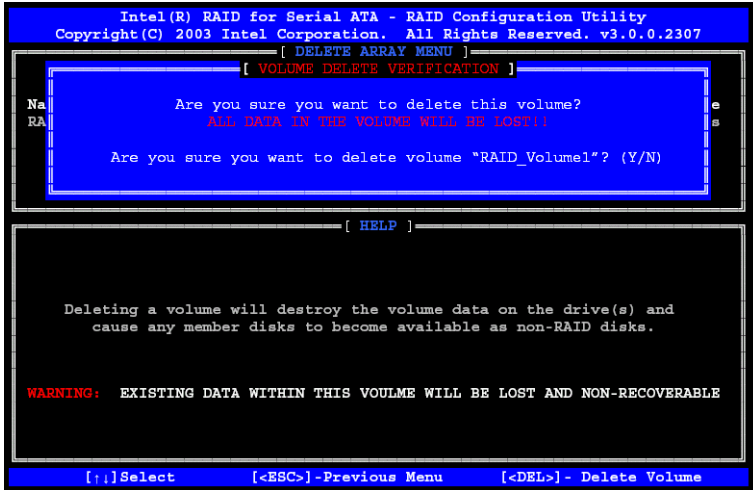 Intel(R) RAID for Serial ATA - RAID Configuration Utility
Copyright(C) 2003 Intel Corporation. All Rights Reserved. v3.0.0.2307
[ DELETE ARRAY MENU ]
[ VOLUME DELETE VERIFICATION ]
Are you sure you want to delete this volume?
Na e
ALL DATA IN THE VOLUME WILL BE LOST!!
RA s
Are you sure you want to delete volume “RAID_Volume1”? (Y/N)
[ HELP ]
Deleting a volume will destroy the volume data on the drive(s) and
cause any member disks to become available as non-RAID disks.
WARNING: EXISTING DATA WITHIN THIS VOULME WILL BE LOST AND NON-RECOVERABLE
[↑↓]Select [<ESC>]-Previous Menu [<DEL>]- Delete Volume